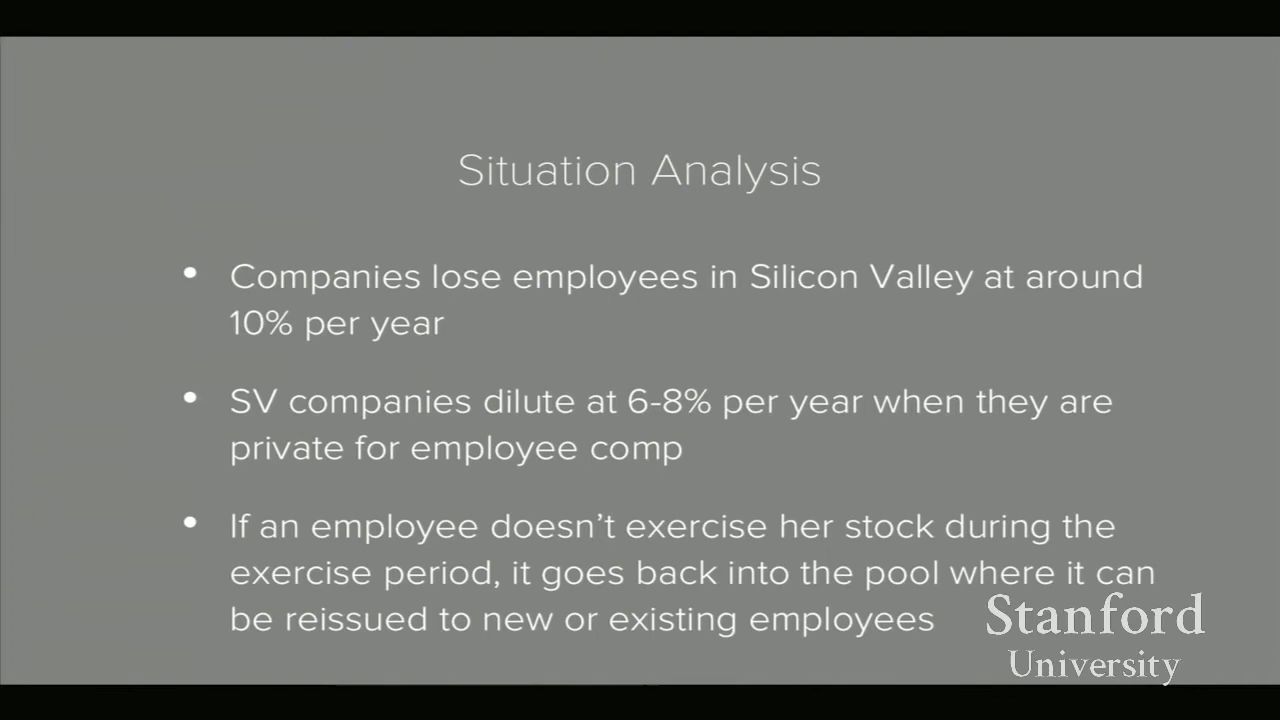 Situation Analysis
• Companies lose employees in Silicon Valley at around
10% per year
• SV companies dilute at 6-8% per year when they are
private for employee comp
• If an employee doesn’t exercise her stock during the
exercise period, it goes back into the pool where it can
be reissued to new or existing employees
Stanford
University